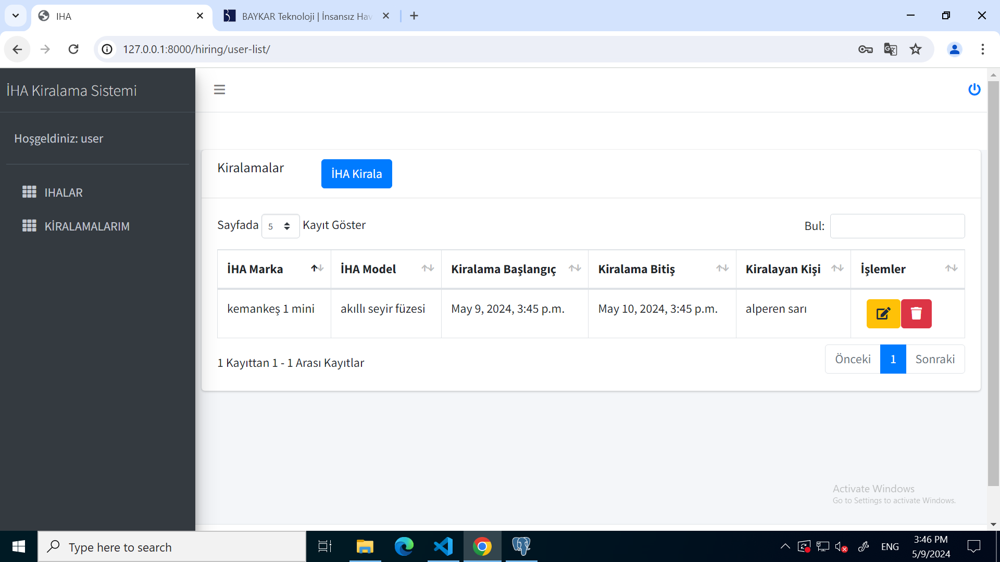 IHA
BAYKAR Teknoloji | İnsansız Hav
127.0.0.1:8000/hiring/user-list/
İHA Kiralama Sistemi
Hoşgeldiniz: user
IHALAR
KİRALAMALARIM
Kiralamalar
İHA Kirala
Sayfada 5 Kayıt Göster
Bul:
İHA Marka İHA Model Kiralama Başlangıç Kiralama Bitiş Kiralayan Kişi İşlemler
kemankeş 1 mini akıllı seyir füzesi May 9, 2024, 3:45 p.m. May 10, 2024, 3:45 p.m. alperen sarı
1 Kayıttan 1 - 1 Arası Kayıtlar
Önceki 1 Sonraki
Activate Windows
Go to Settings to activate Windows.
Type here to search
ENG
3:46 PM
5/9/2024